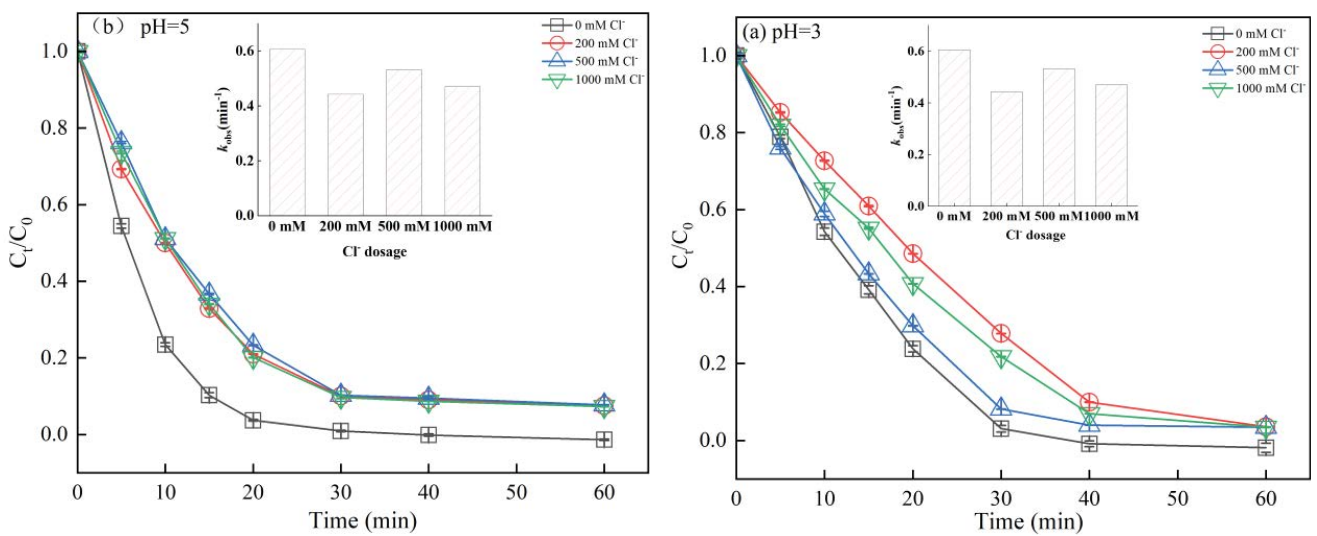 (b) pH=5
0 mM Cl⁻
200 mM Cl⁻
500 mM Cl⁻
1000 mM Cl⁻
1.0
0.8
0.6
0.4
0.2
0.0
Cₜ/C₀
0 10 20 30 40 50 60
Time (min)
0.6
0.4
0.2
0.0
k_obs(min⁻¹)
0 mM 200 mM 500 mM 1000 mM
Cl⁻ dosage
(a) pH=3
0 mM Cl⁻
200 mM Cl⁻
500 mM Cl⁻
1000 mM Cl⁻
1.0
0.8
0.6
0.4
0.2
0.0
Cₜ/C₀
0 10 20 30 40 50 60
Time (min)
0.6
0.4
0.2
0.0
k_obs(min⁻¹)
0 mM 200 mM 500 mM 1000 mM
Cl⁻ dosage